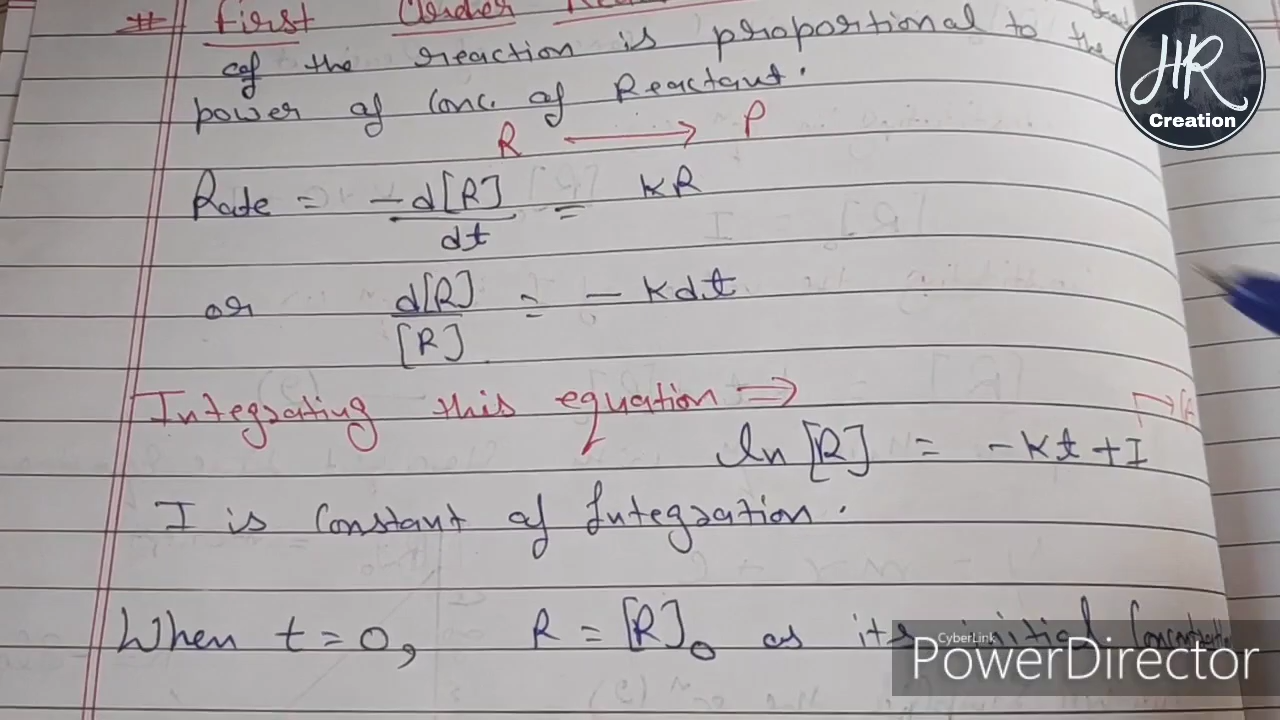 # First Order
of the reaction is proportional to the
power of Conc. of Reactant.
R ⟶ P
Rate = -d[R]/dt = KR
or d[R]/[R] = - Kdt
Integrating this equation ⇒
ln [R] = -Kt + I
I is Constant of Integration.
When t = 0, R = [R]₀ as its initial Concentration
HR
Creation
CyberLink
PowerDirector